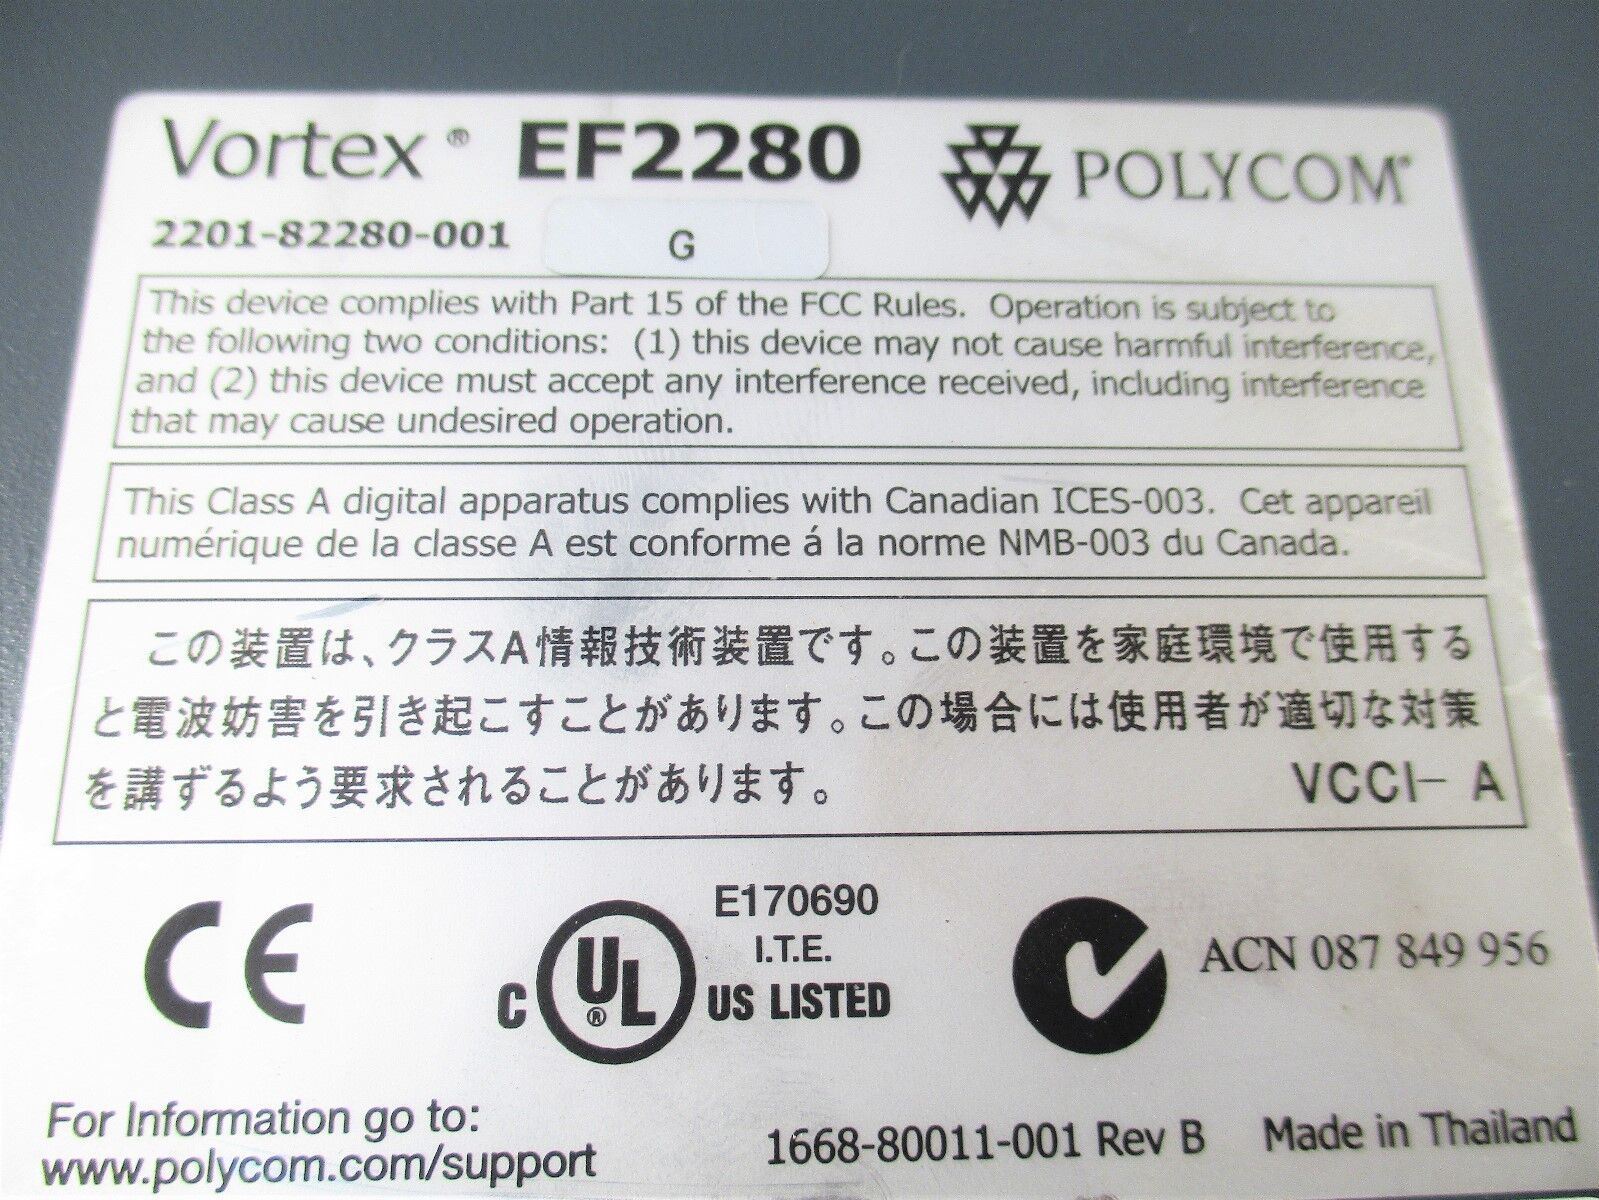 Vortex® EF2280 POLYCOM®
2201-82280-001 G
This device complies with Part 15 of the FCC Rules. Operation is subject to
the following two conditions: (1) this device may not cause harmful interference,
and (2) this device must accept any interference received, including interference
that may cause undesired operation.
This Class A digital apparatus complies with Canadian ICES-003. Cet appareil
numérique de la classe A est conforme á la norme NMB-003 du Canada.
この装置は、クラスA情報技術装置です。この装置を家庭環境で使用する
と電波妨害を引き起こすことがあります。この場合には使用者が適切な対策
を講ずるよう要求されることがあります。 VCCI-A
CE
E170690
I.T.E.
C UL® US LISTED
ACN 087 849 956
For Information go to:
www.polycom.com/support
1668-80011-001 Rev B Made in Thailand